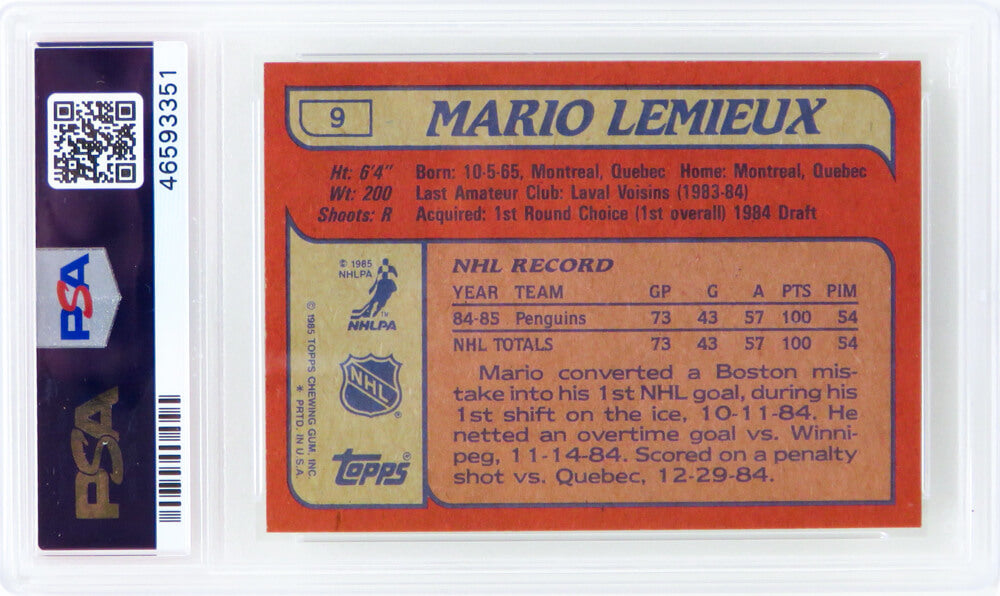 46593351
PSA
PSA
9
MARIO LEMIEUX
Ht: 6'4" Born: 10-5-65, Montreal, Quebec Home: Montreal, Quebec
Wt: 200 Last Amateur Club: Laval Voisins (1983-84)
Shoots: R Acquired: 1st Round Choice (1st overall) 1984 Draft
© 1985
NHLPA
TM
NHLPA
NHL
®
topps®
© 1985 TOPPS CHEWING GUM, INC.
* PRTD. IN U.S.A.
NHL RECORD
YEAR TEAM GP G A PTS PIM
84-85 Penguins 73 43 57 100 54
NHL TOTALS 73 43 57 100 54
Mario converted a Boston mis-
take into his 1st NHL goal, during his
1st shift on the ice, 10-11-84. He
netted an overtime goal vs. Winni-
peg, 11-14-84. Scored on a penalty
shot vs. Quebec, 12-29-84.